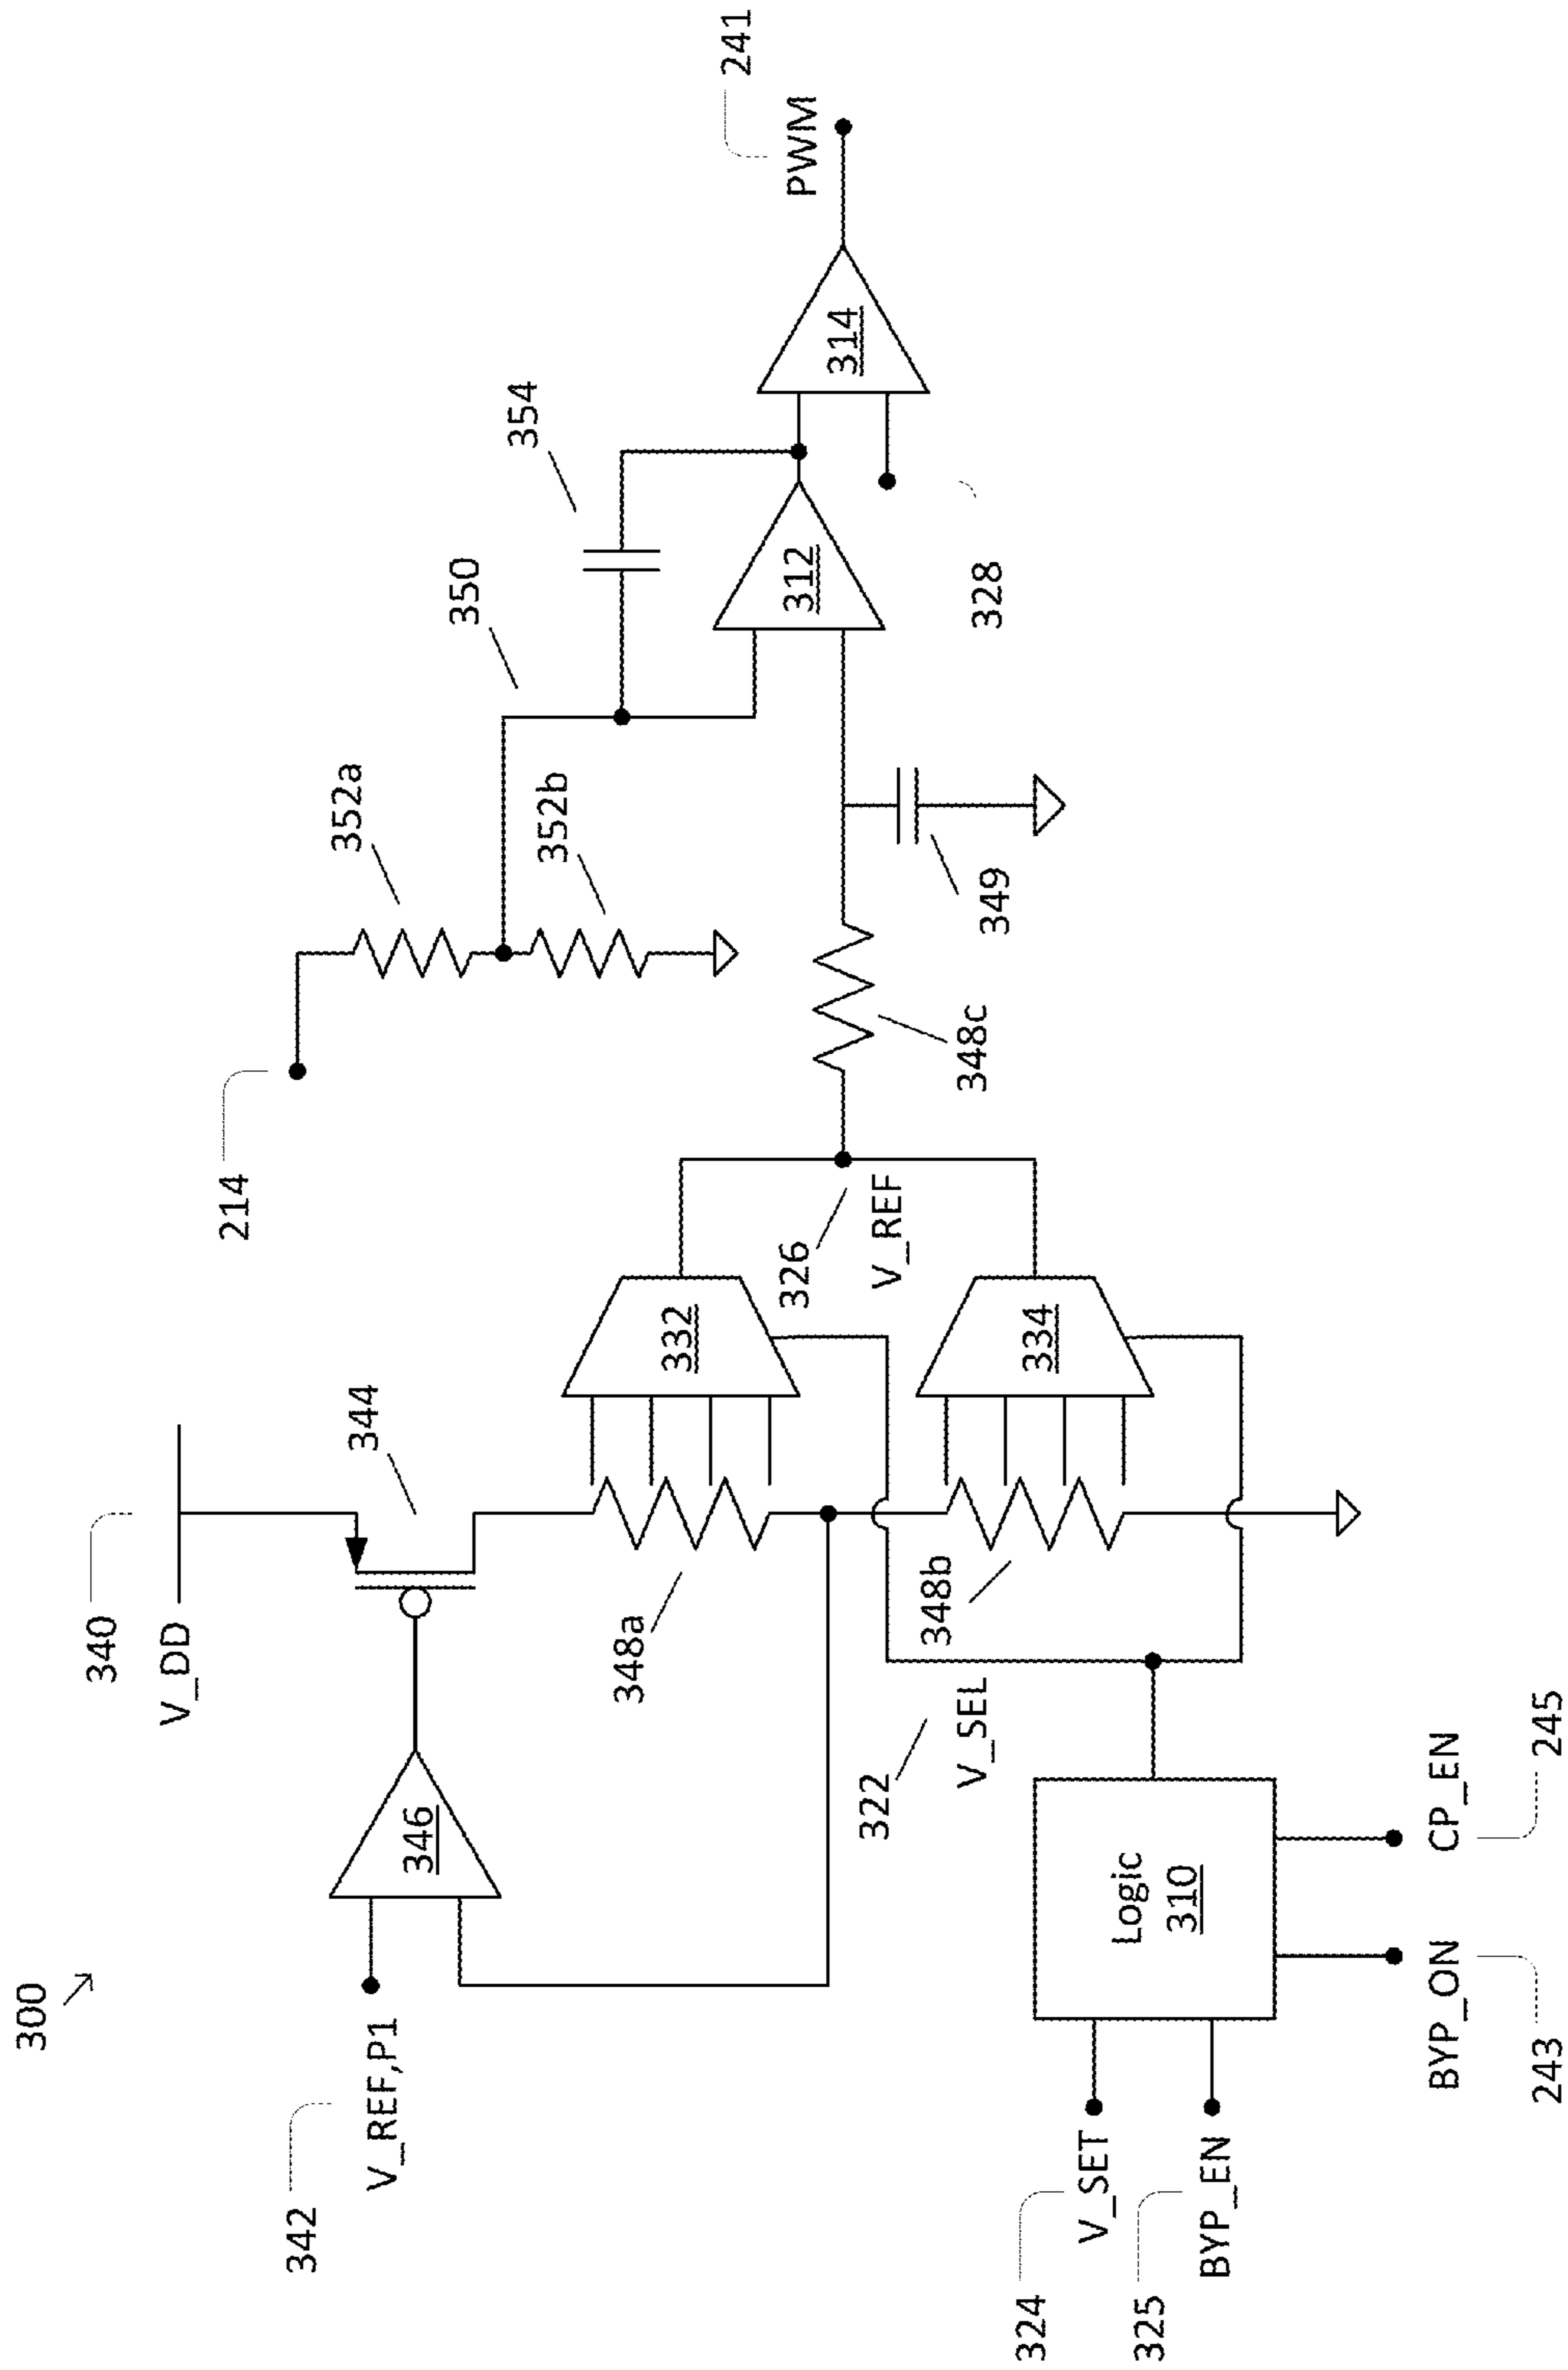 300
342
V_REF,P1
346
340
V_DD
344
348a
332
322
V_SEL
348b
334
324
V_SET
325
BYP_EN
Logic
310
BYP_ON
243
CP_EN
245
326
V_REF
214
352a
352b
348c
349
350
354
312
328
314
PWM
241